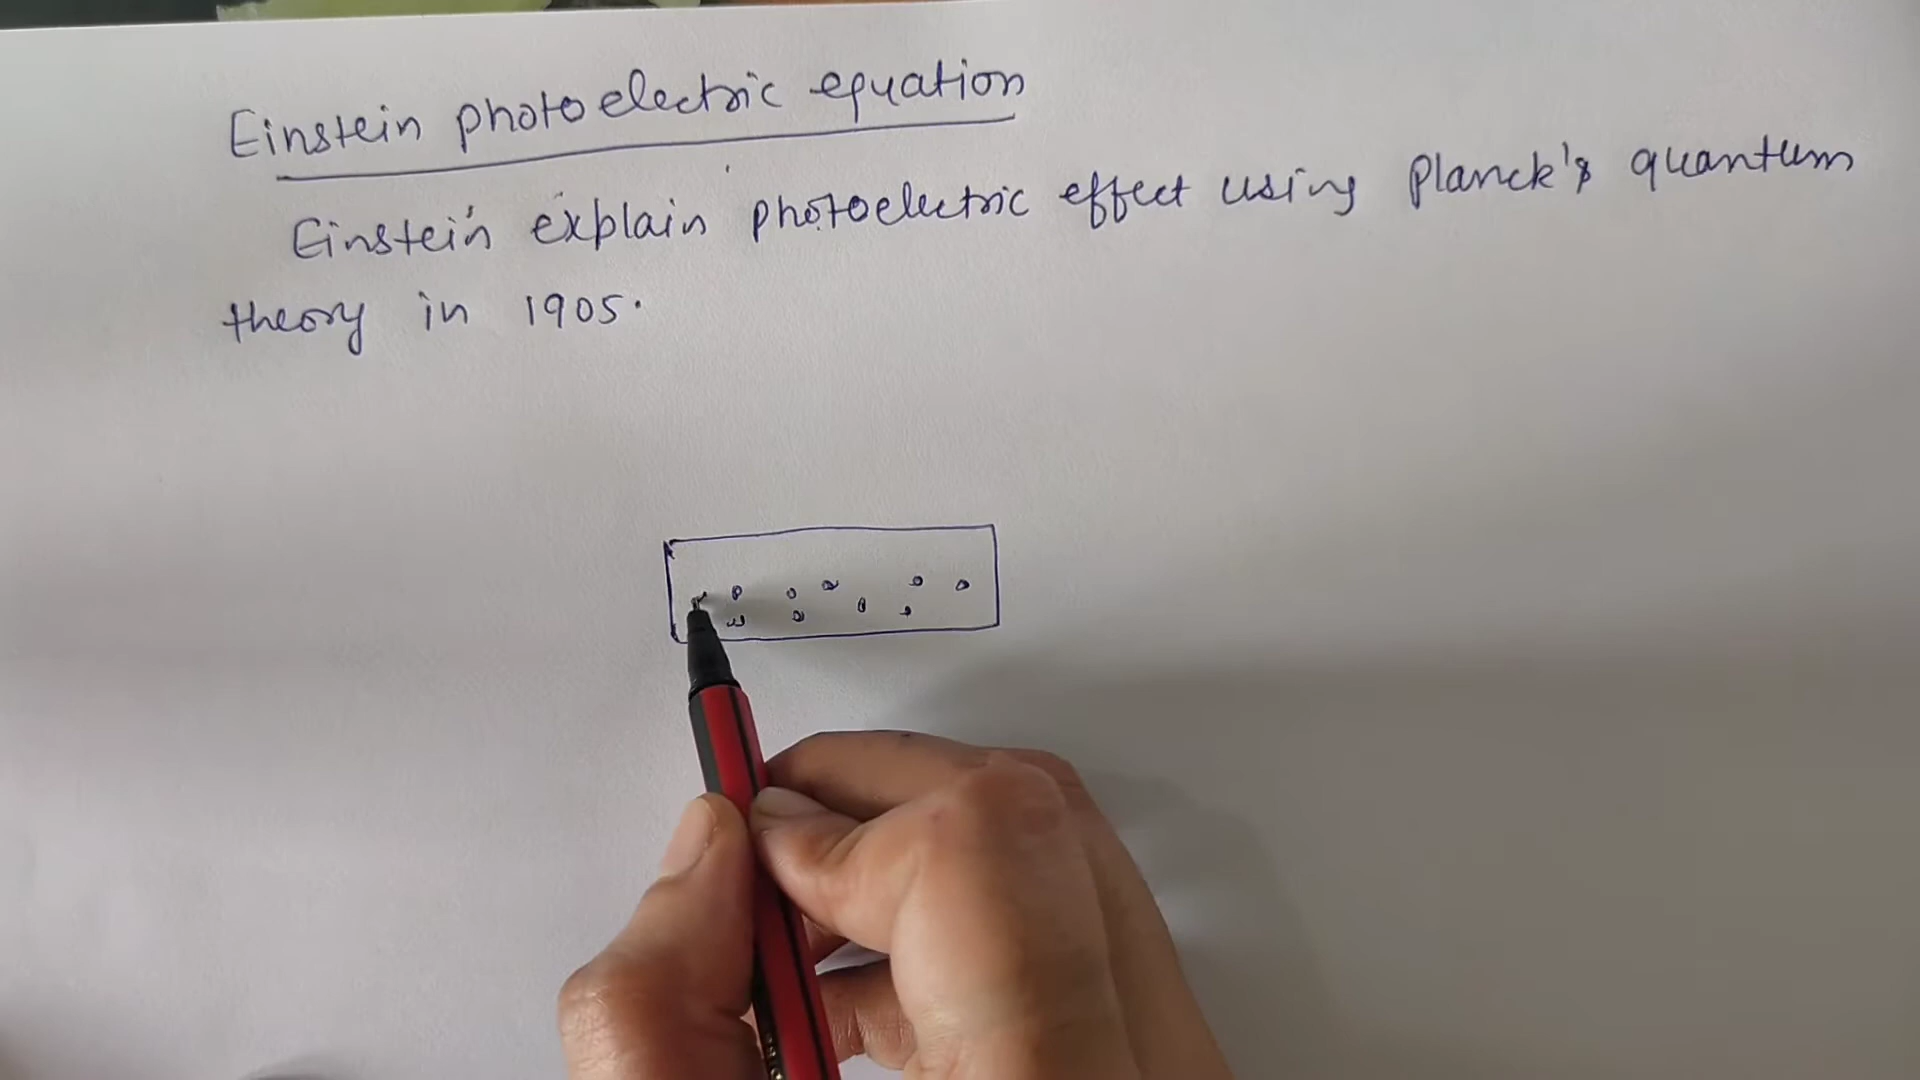 Einstein photoelectric equation
Einstein explain photoelectric effect using Planck's quantum
theory in 1905.